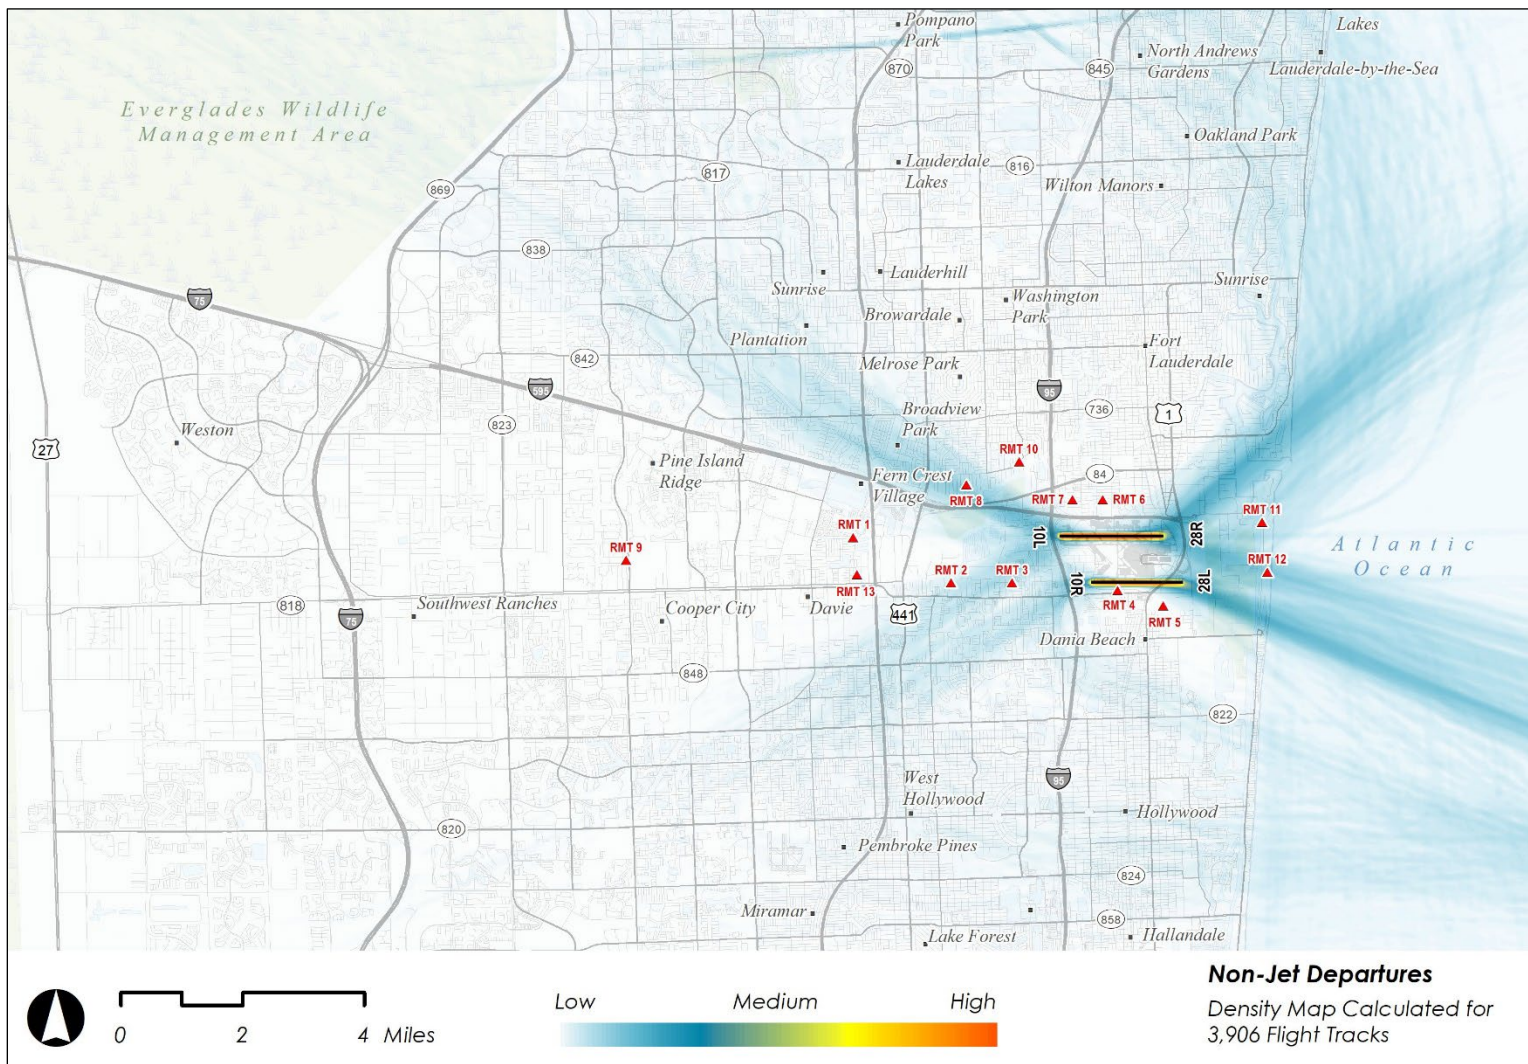 Pompano
Park
Lakes
870
845
North Andrews
Gardens
Lauderdale-by-the-Sea
Everglades Wildlife
Management Area
Oakland Park
Lauderdale
Lakes
816
817
869
Wilton Manors
838
Lauderhill
Sunrise
Sunrise
75
Washington
Park
Browardale
Plantation
Fort
Lauderdale
842
Melrose Park
595
95
736
1
823
Broadview
Park
Weston
27
RMT 10
Pine Island
Ridge
84
Fern Crest
Village
RMT 8
RMT 7
RMT 6
RMT 11
RMT 1
10L
28R
Atlantic
Ocean
RMT 9
RMT 12
RMT 2
RMT 3
10R
28L
RMT 13
RMT 4
818
Southwest Ranches
Cooper City
Davie
441
RMT 5
75
Dania Beach
848
822
West
Hollywood
95
Hollywood
820
Pembroke Pines
824
Miramar
858
Lake Forest
Hallandale
Non-Jet Departures
Density Map Calculated for
3,906 Flight Tracks
Low Medium High
0 2 4 Miles